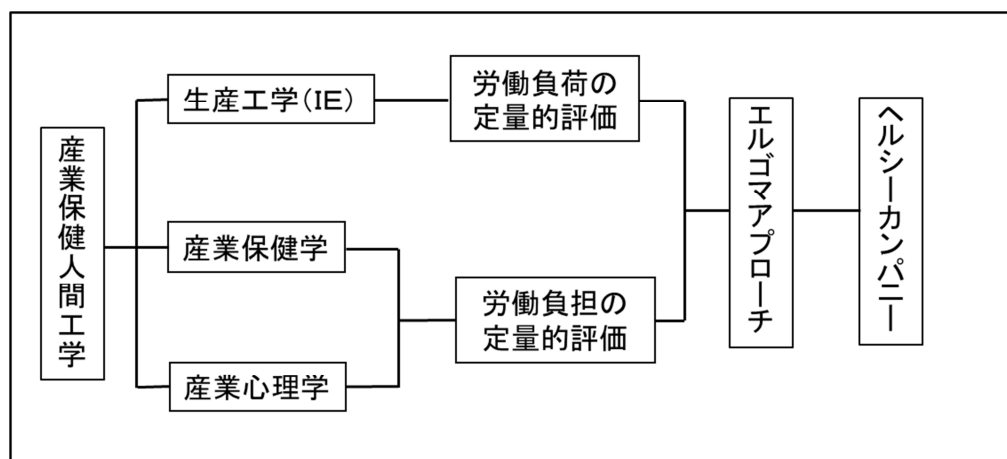 産業保健人間工学
生産工学(IE)
産業保健学
産業心理学
労働負荷の
定量的評価
労働負担の
定量的評価
エルゴマアプローチ
ヘルシーカンパニー